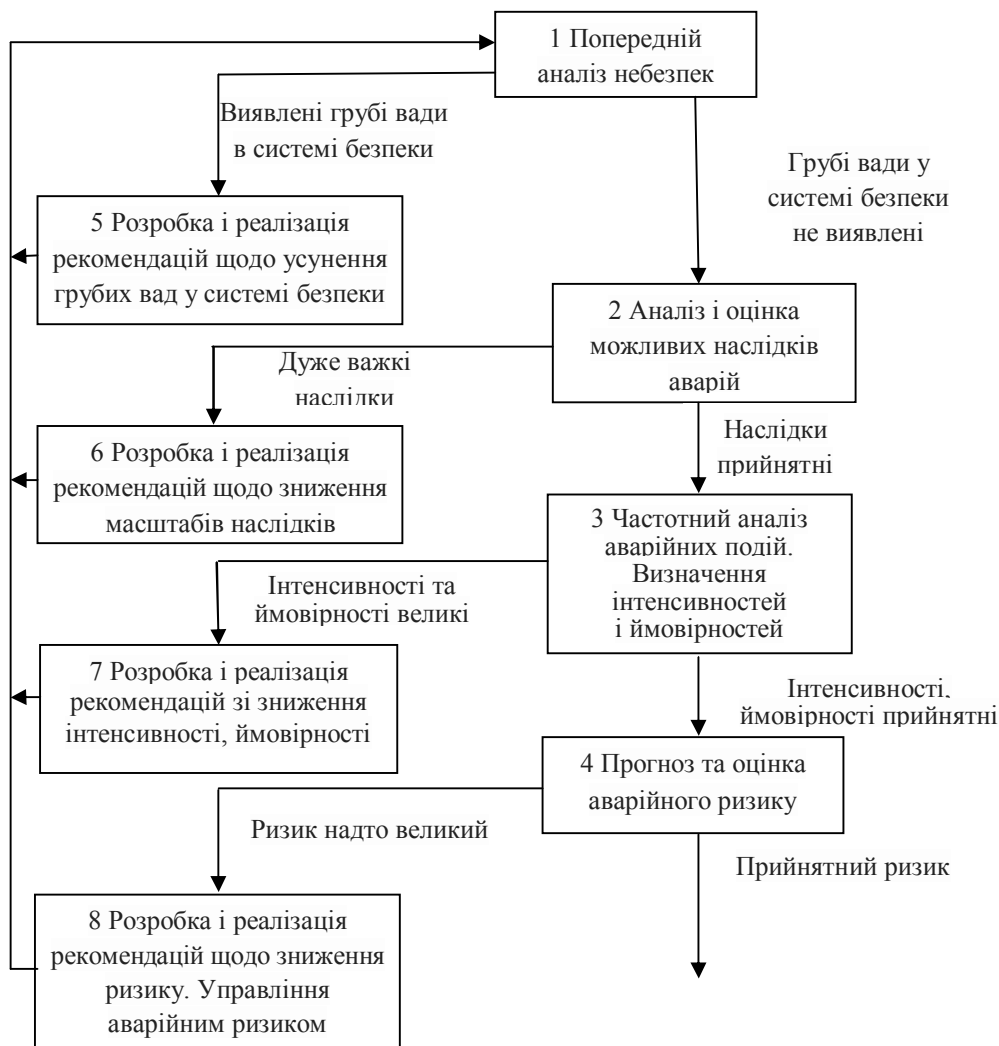 1 Попередній
аналіз небезпек
Виявлені грубі вади
в системі безпеки
Грубі вади у
системі безпеки
не виявлені
5 Розробка і реалізація
рекомендацій щодо усунення
грубих вад у системі безпеки
2 Аналіз і оцінка
можливих наслідків
аварій
Дуже важкі
наслідки
Наслідки
прийнятні
6 Розробка і реалізація
рекомендацій щодо зниження
масштабів наслідків
3 Частотний аналіз
аварійних подій.
Визначення
інтенсивностей
і ймовірностей
Інтенсивності та
ймовірності великі
7 Розробка і реалізація
рекомендацій зі зниження
інтенсивності, ймовірності
Інтенсивності,
ймовірності прийнятні
4 Прогноз та оцінка
аварійного ризику
Ризик надто великий
Прийнятний ризик
8 Розробка і реалізація
рекомендацій щодо зниження
ризику. Управління
аварійним ризиком